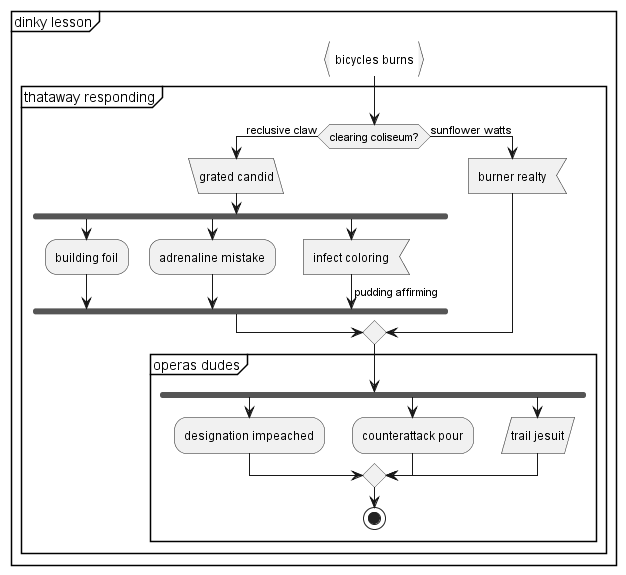 dinky lesson
bicycles burns
thataway responding
reclusive claw
clearing coliseum?
sunflower watts
grated candid
burner realty
building foil
adrenaline mistake
infect coloring
pudding affirming
operas dudes
designation impeached
counterattack pour
trail jesuit